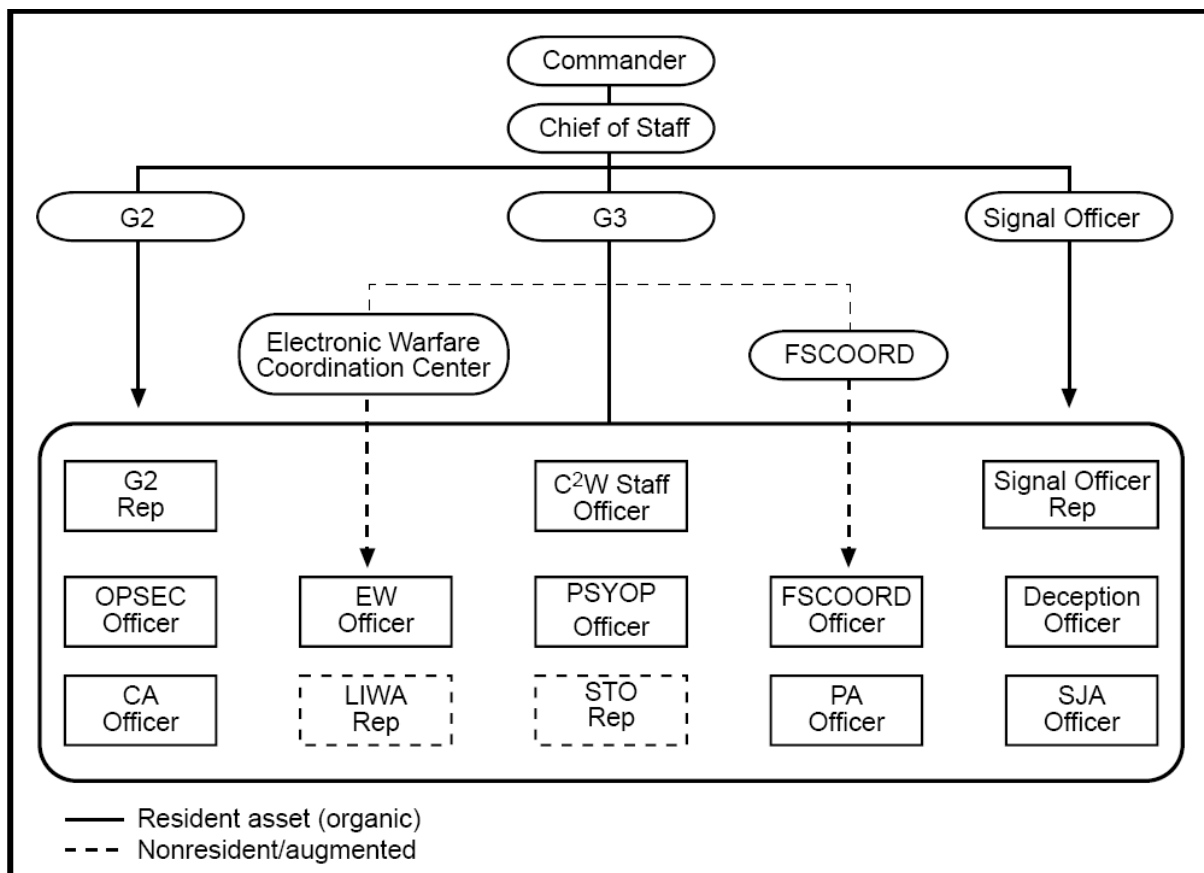 Commander
Chief of Staff
G2
G3
Signal Officer
Electronic Warfare
Coordination Center
FSCOORD
G2
Rep
C²W Staff
Officer
Signal Officer
Rep
OPSEC
Officer
EW
Officer
PSYOP
Officer
FSCOORD
Officer
Deception
Officer
CA
Officer
LIWA
Rep
STO
Rep
PA
Officer
SJA
Officer
Resident asset (organic)
Nonresident/augmented